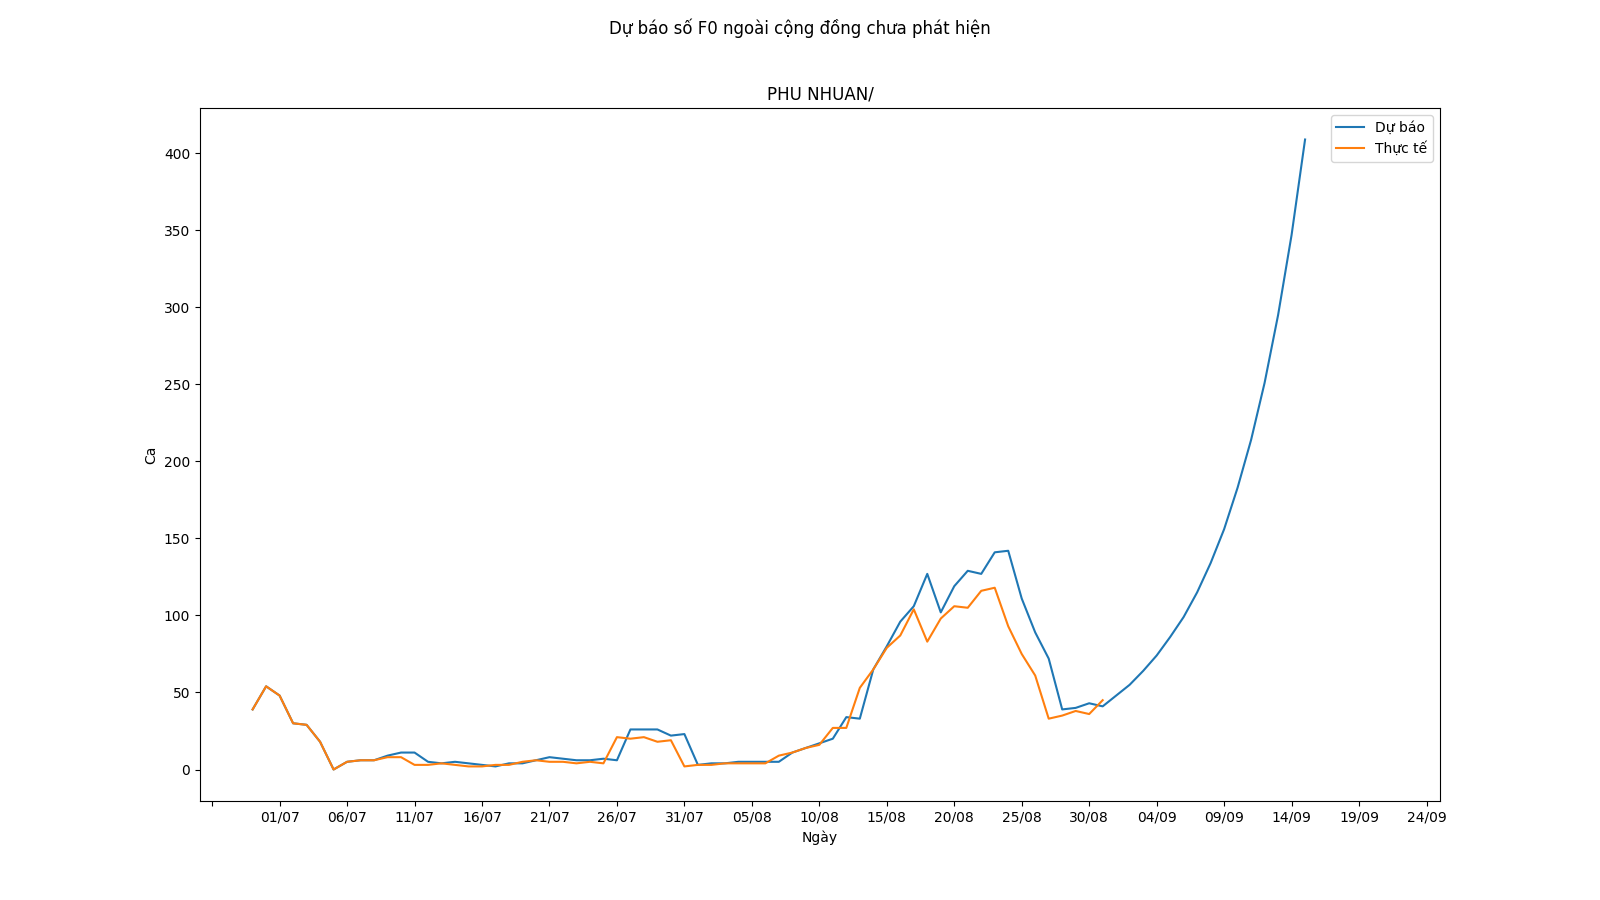 Dự báo số F0 ngoài cộng đồng chưa phát hiện
PHU NHUAN/
Dự báo
Thực tế
400
350
300
250
200
150
100
50
0
Ca
01/07 06/07 11/07 16/07 21/07 26/07 31/07 05/08 10/08 15/08 20/08 25/08 30/08 04/09 09/09 14/09 19/09 24/09
Ngày